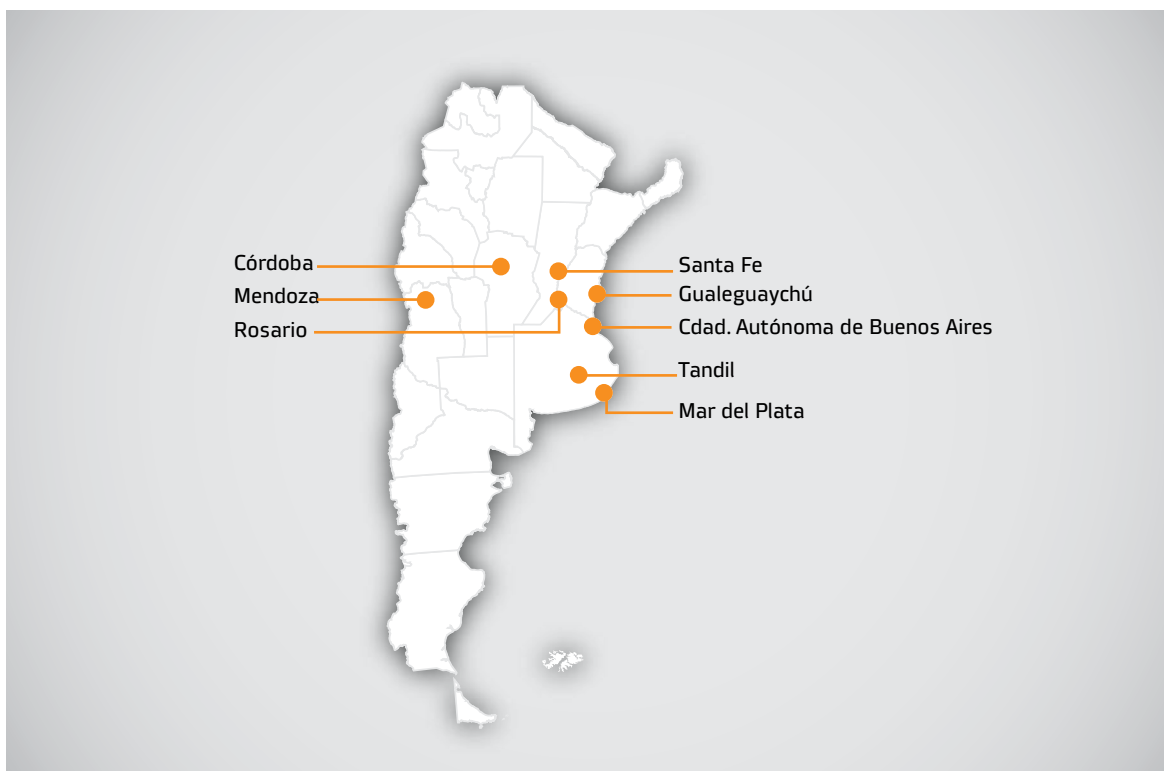 Córdoba
Mendoza
Rosario
Santa Fe
Gualeguaychú
Cdad. Autónoma de Buenos Aires
Tandil
Mar del Plata